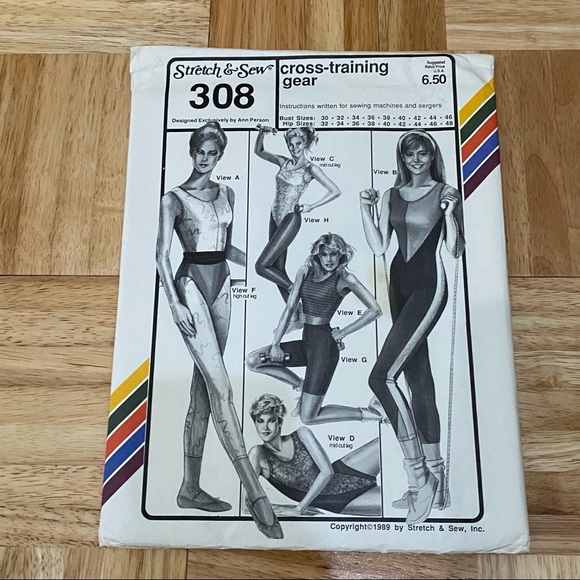 Stretch & Sew®
308
Designed Exclusively by Ann Person
cross-training
gear
Suggested
Retail Price
U.S.A.
6.50
Instructions written for sewing machines and sergers
Bust Sizes: 30 • 32 • 34 • 36 • 38 • 40 • 42 • 44 • 46
Hip Sizes: 32 • 34 • 36 • 38 • 40 • 42 • 44 • 46 • 48
View A
View C
mid cut leg
View B
View H
View F
high cut leg
View E
View G
View D
mid cut leg
Copyright©1989 by Stretch & Sew, Inc.